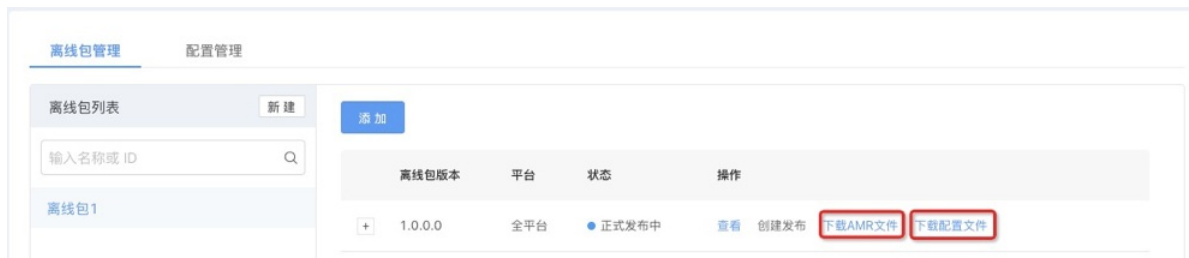 离线包管理 配置管理
离线包列表 新建
输入名称或 ID
离线包1
添加
离线包版本 平台 状态 操作
+ 1.0.0.0 全平台 正式发布中 查看 创建发布 下载AMR文件 下载配置文件